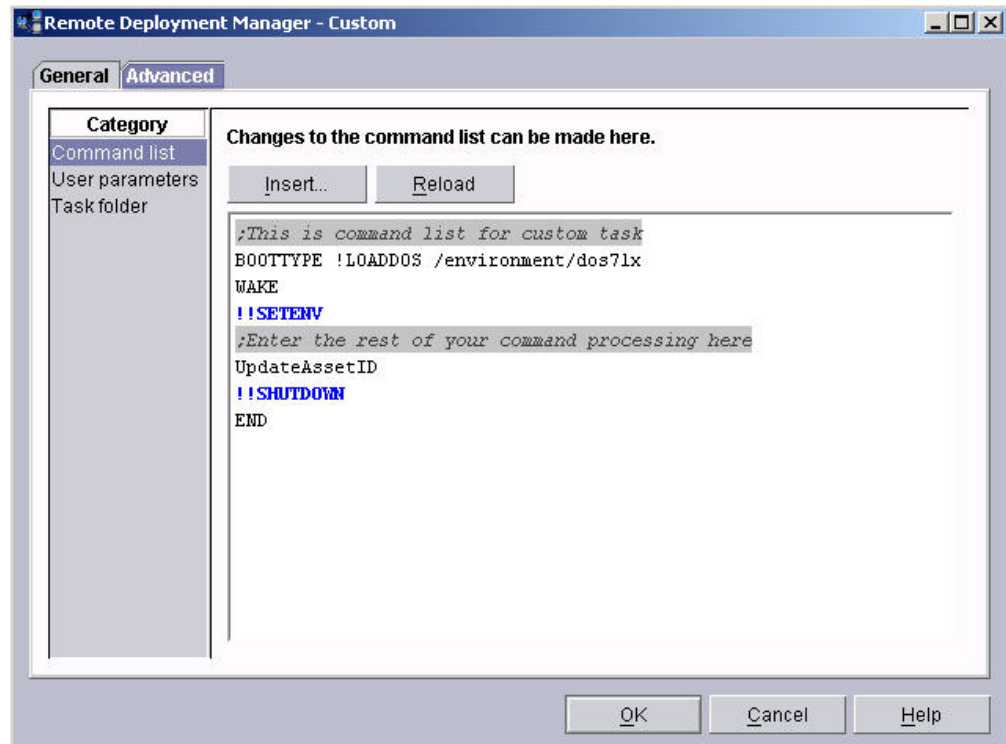 Remote Deployment Manager - Custom
General Advanced
Category
Command list
User parameters
Task folder
Changes to the command list can be made here.
Insert... Reload
;This is command list for custom task
BOOTTYPE !LOADDOS /environment/dos71x
WAKE
!!SETENV
;Enter the rest of your command processing here
UpdateAssetID
!!SHUTDOWN
END
OK Cancel Help